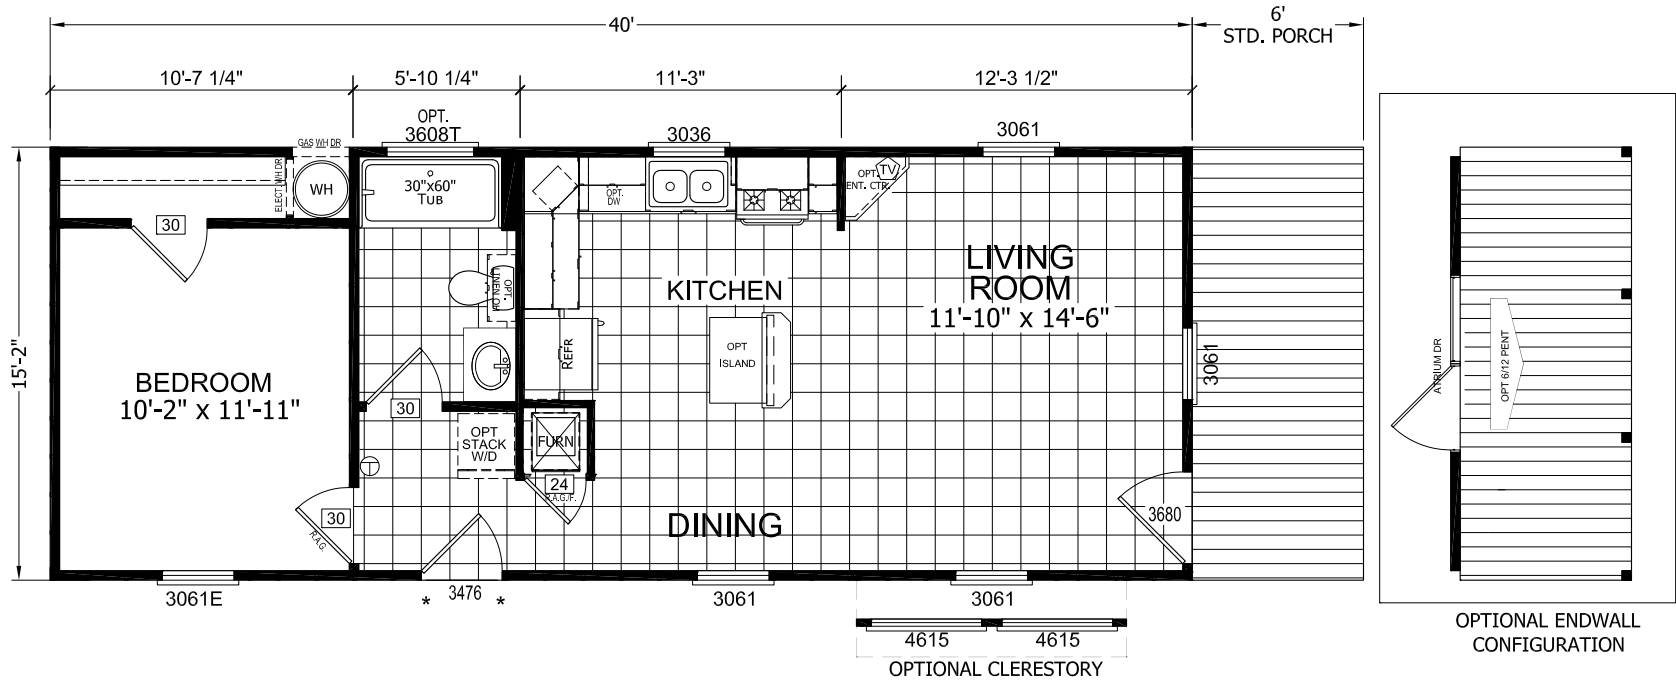 40'
6'
STD. PORCH
10'-7 1/4"
5'-10 1/4"
11'-3"
12'-3 1/2"
OPT.
3608T
3036
3061
GAS WH DR
ELECT WH DR
WH
30"x60"
TUB
OPT.
DW
OPT.
ENT. CTR.
TV
30
15'-2"
BEDROOM
10'-2" x 11'-11"
OPT.
LINEN OH
KITCHEN
LIVING
ROOM
11'-10" x 14'-6"
REFR
OPT
ISLAND
3061
30
OPT
STACK
W/D
FURN
24
R.A.G./F.
T
30
R.A.G.
DINING
3680
3061E
* 3476 *
3061
3061
4615
4615
OPTIONAL CLERESTORY
ATRIUM DR
OPT 6/12 PENT
OPTIONAL ENDWALL
CONFIGURATION